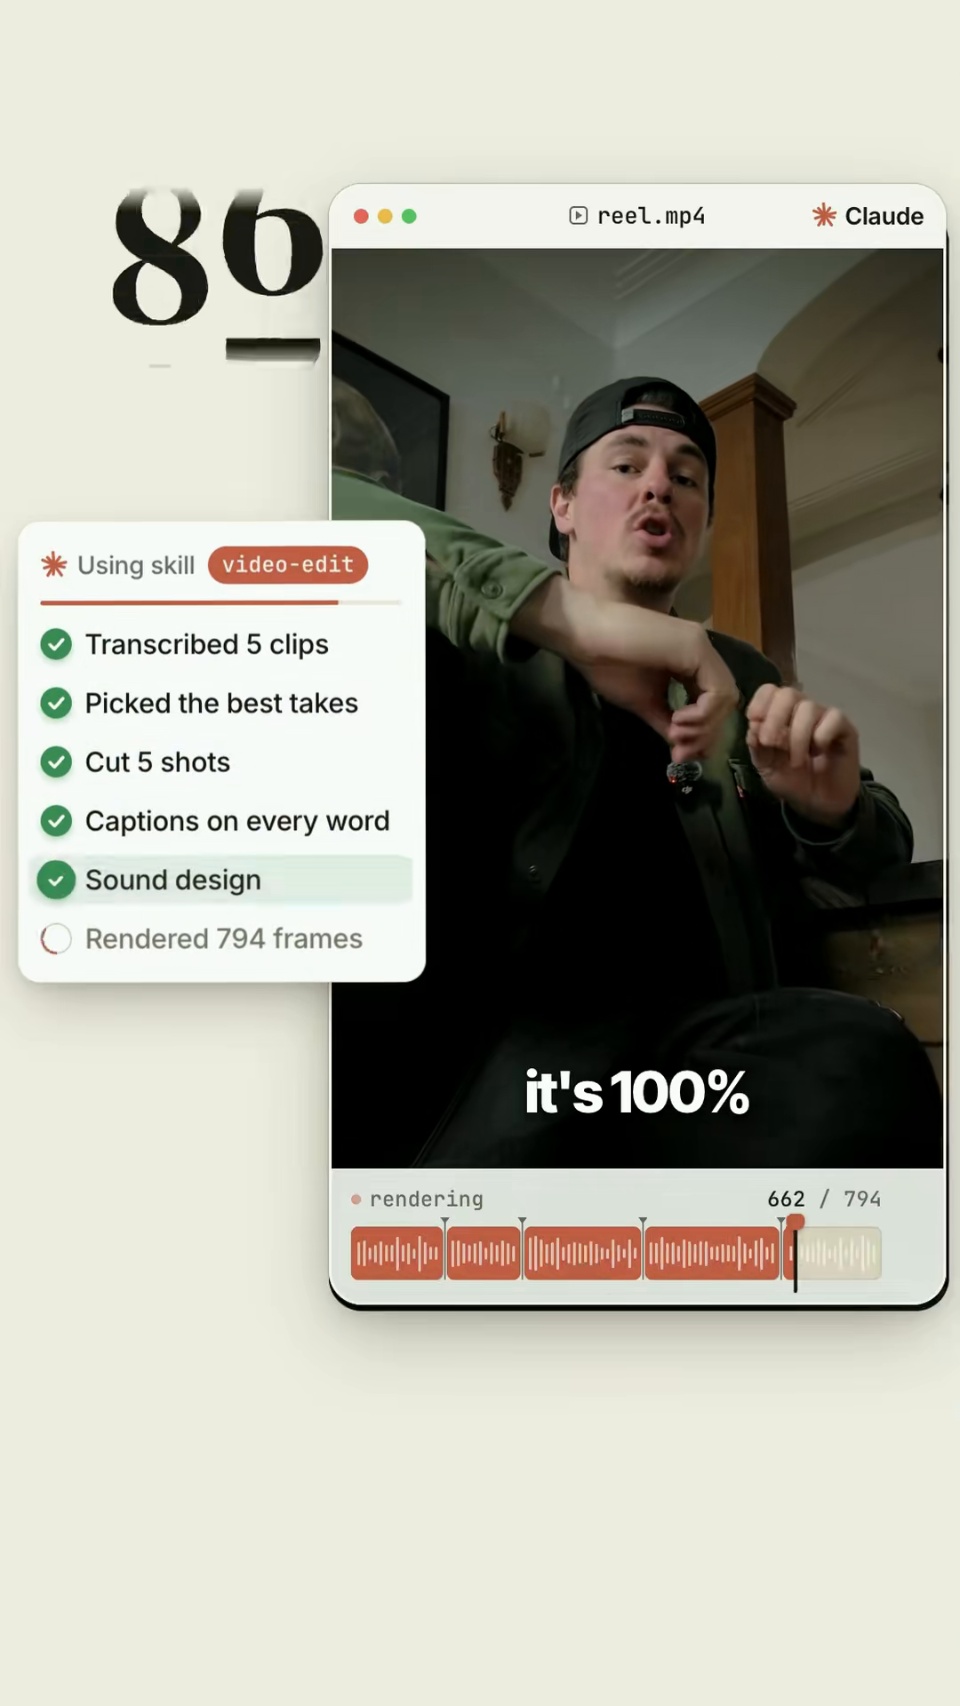 86
reel.mp4
Claude
Using skill video-edit
Transcribed 5 clips
Picked the best takes
Cut 5 shots
Captions on every word
Sound design
Rendered 794 frames
it's 100%
rendering
662 / 794